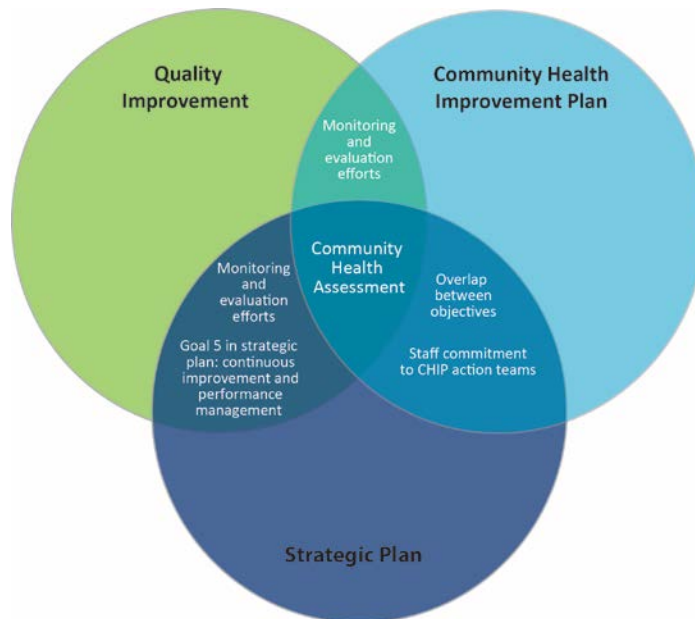 Quality
Improvement
Community Health
Improvement Plan
Monitoring
and
evaluation
efforts
Community
Health
Assessment
Monitoring
and
evaluation
efforts
Goal 5 in strategic
plan: continuous
improvement and
performance
management
Overlap
between
objectives
Staff commitment
to CHIP action teams
Strategic Plan